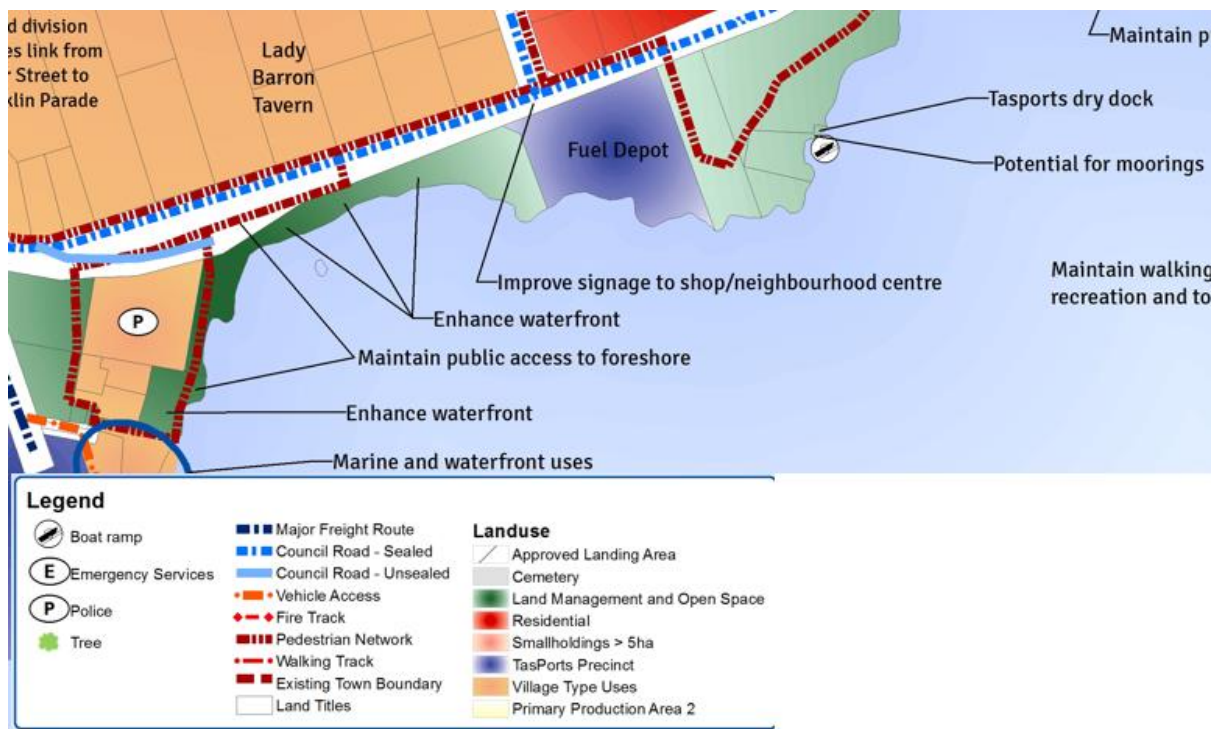 d division
es link from
r Street to
klin Parade
Lady
Barron
Tavern
Fuel Depot
Maintain p
Tasports dry dock
Potential for moorings
Improve signage to shop/neighbourhood centre
Maintain walking
recreation and to
Enhance waterfront
P
Maintain public access to foreshore
Enhance waterfront
Marine and waterfront uses
Legend
Boat ramp
E Emergency Services
P Police
Tree
Major Freight Route
Council Road - Sealed
Council Road - Unsealed
Vehicle Access
Fire Track
Pedestrian Network
Walking Track
Existing Town Boundary
Land Titles
Landuse
Approved Landing Area
Cemetery
Land Management and Open Space
Residential
Smallholdings > 5ha
TasPorts Precinct
Village Type Uses
Primary Production Area 2